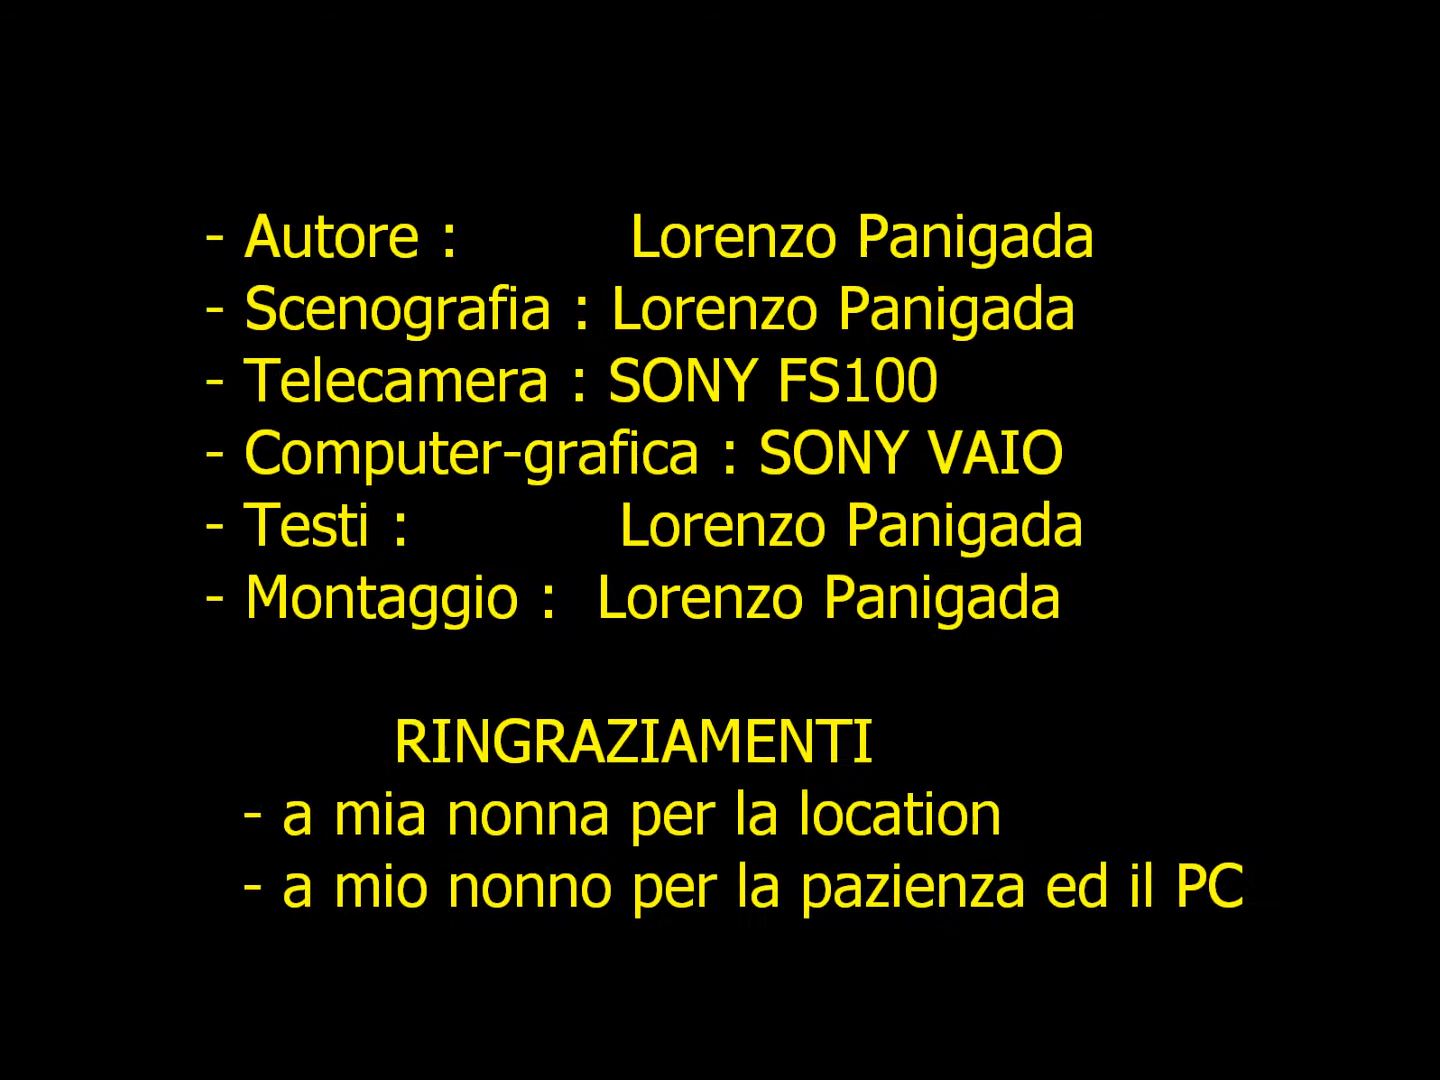 - Autore : Lorenzo Panigada
- Scenografia : Lorenzo Panigada
- Telecamera : SONY FS100
- Computer-grafica : SONY VAIO
- Testi : Lorenzo Panigada
- Montaggio : Lorenzo Panigada
RINGRAZIAMENTI
- a mia nonna per la location
- a mio nonno per la pazienza ed il PC